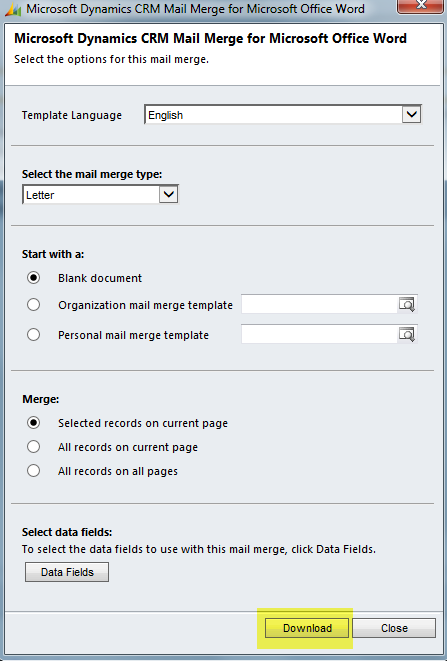 Microsoft Dynamics CRM Mail Merge for Microsoft Office Word
Microsoft Dynamics CRM Mail Merge for Microsoft Office Word
Select the options for this mail merge.
Template Language English
Select the mail merge type:
Letter
Start with a:
Blank document
Organization mail merge template
Personal mail merge template
Merge:
Selected records on current page
All records on current page
All records on all pages
Select data fields:
To select the data fields to use with this mail merge, click Data Fields.
Data Fields
Download Close